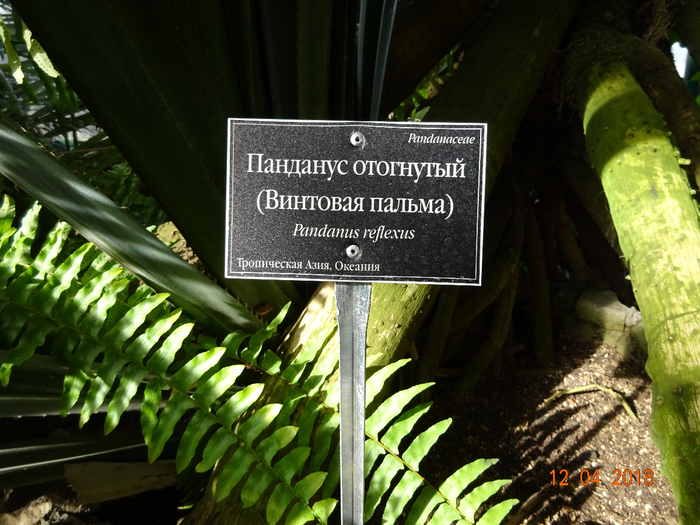 Pandanaceae
Панданус отогнутый
(Винтовая пальма)
Pandanus reflexus
Тропическая Азия, Океания
12 04 2018